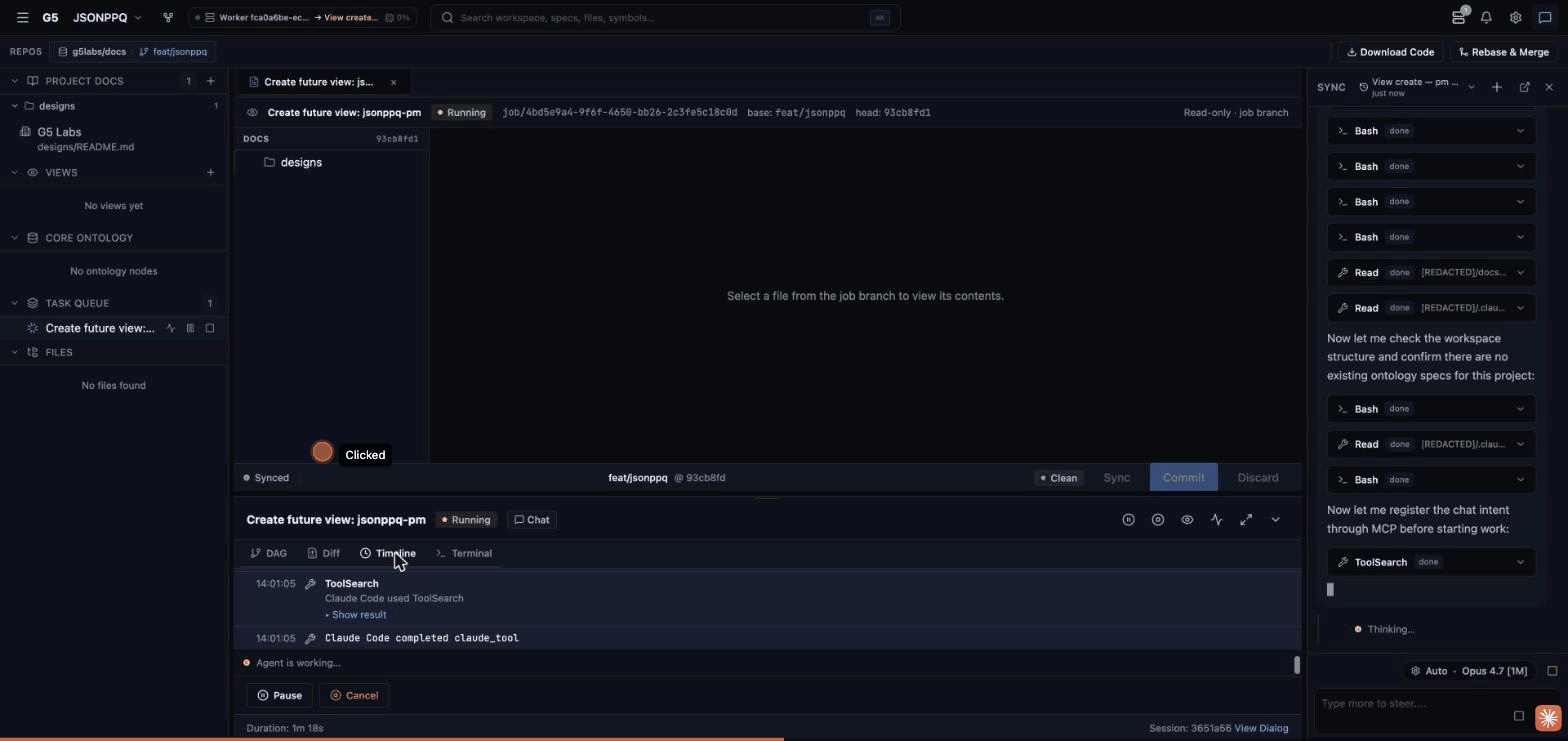 G5 JSONPPQ Worker fca0a6be-ec... → View create... 0% Search workspace, specs, files, symbols... ⌘K 1
REPOS g5labs/docs : feat/jsonppq Download Code Rebase & Merge
PROJECT DOCS 1
designs 1
G5 Labs
designs/README.md
VIEWS
No views yet
CORE ONTOLOGY
No ontology nodes
TASK QUEUE 1
Create future view:...
FILES
No files found
Create future view: js...
Create future view: jsonppq-pm Running job/4bd5e9a4-9f6f-4650-bb26-2c3fe5c18c0d base: feat/jsonppq head: 93cb8fd1 Read-only · job branch
DOCS 93cb8fd1
designs
Select a file from the job branch to view its contents.
Clicked
Synced feat/jsonppq @ 93cb8fd Clean Sync Commit Discard
Create future view: jsonppq-pm Running Chat
DAG Diff Timeline Terminal
14:01:05 ToolSearch
Claude Code used ToolSearch
Show result
14:01:05 Claude Code completed claude_tool
Agent is working...
Pause Cancel
Duration: 1m 18s Session: 3651a56 View Dialog
SYNC View create — pm ...
just now
Bash done
Bash done
Bash done
Bash done
Read done [REDACTED]/docs...
Read done [REDACTED]/.clau...
Now let me check the workspace
structure and confirm there are no
existing ontology specs for this project:
Bash done
Read done [REDACTED]/.clau...
Bash done
Now let me register the chat intent
through MCP before starting work:
ToolSearch done
Thinking...
Auto · Opus 4.7 [1M]
Type more to steer....